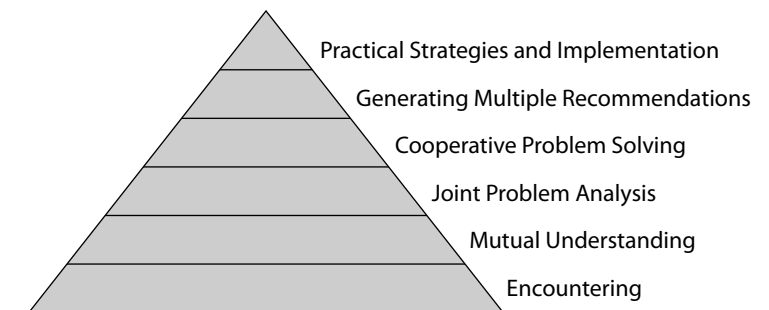 Practical Strategies and Implementation
Generating Multiple Recommendations
Cooperative Problem Solving
Joint Problem Analysis
Mutual Understanding
Encountering